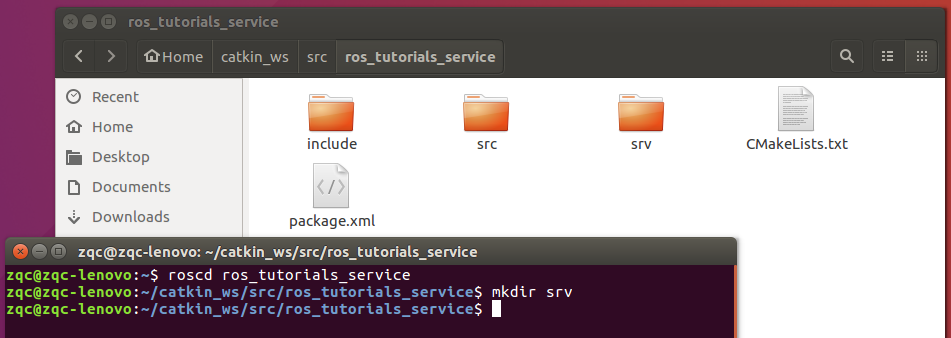 ros_tutorials_service
Home catkin_ws src ros_tutorials_service
Recent
Home
Desktop
Documents
Downloads
include src srv CMakeLists.txt
package.xml
zqc@zqc-lenovo: ~/catkin_ws/src/ros_tutorials_service
zqc@zqc-lenovo:~$ roscd ros_tutorials_service
zqc@zqc-lenovo:~/catkin_ws/src/ros_tutorials_service$ mkdir srv
zqc@zqc-lenovo:~/catkin_ws/src/ros_tutorials_service$